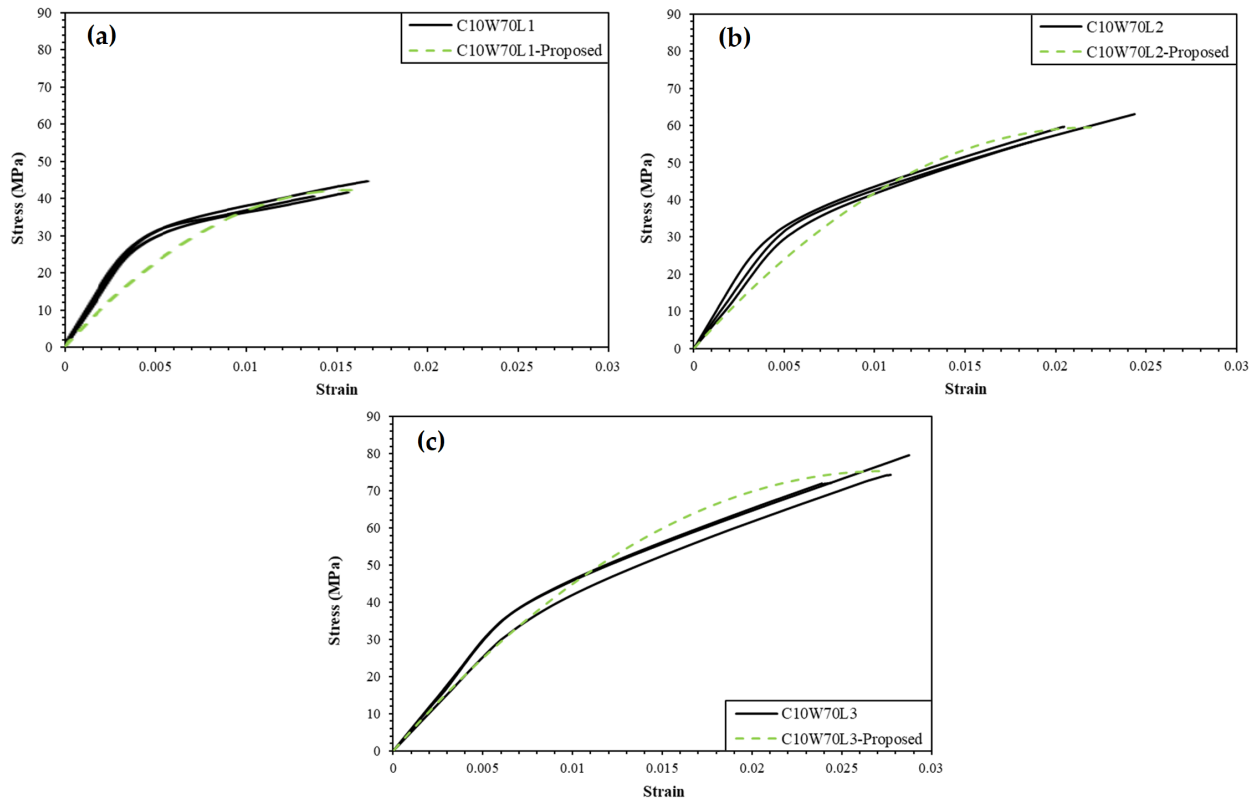 (a)
C10W70L1
C10W70L1-Proposed
Stress (MPa)
90
80
70
60
50
40
30
20
10
0
0 0.005 0.01 0.015 0.02 0.025 0.03
Strain
(b)
C10W70L2
C10W70L2-Proposed
Stress (MPa)
90
80
70
60
50
40
30
20
10
0
0 0.005 0.01 0.015 0.02 0.025 0.03
Strain
(c)
Stress (MPa)
90
80
70
60
50
40
30
20
10
0
C10W70L3
C10W70L3-Proposed
0 0.005 0.01 0.015 0.02 0.025 0.03
Strain